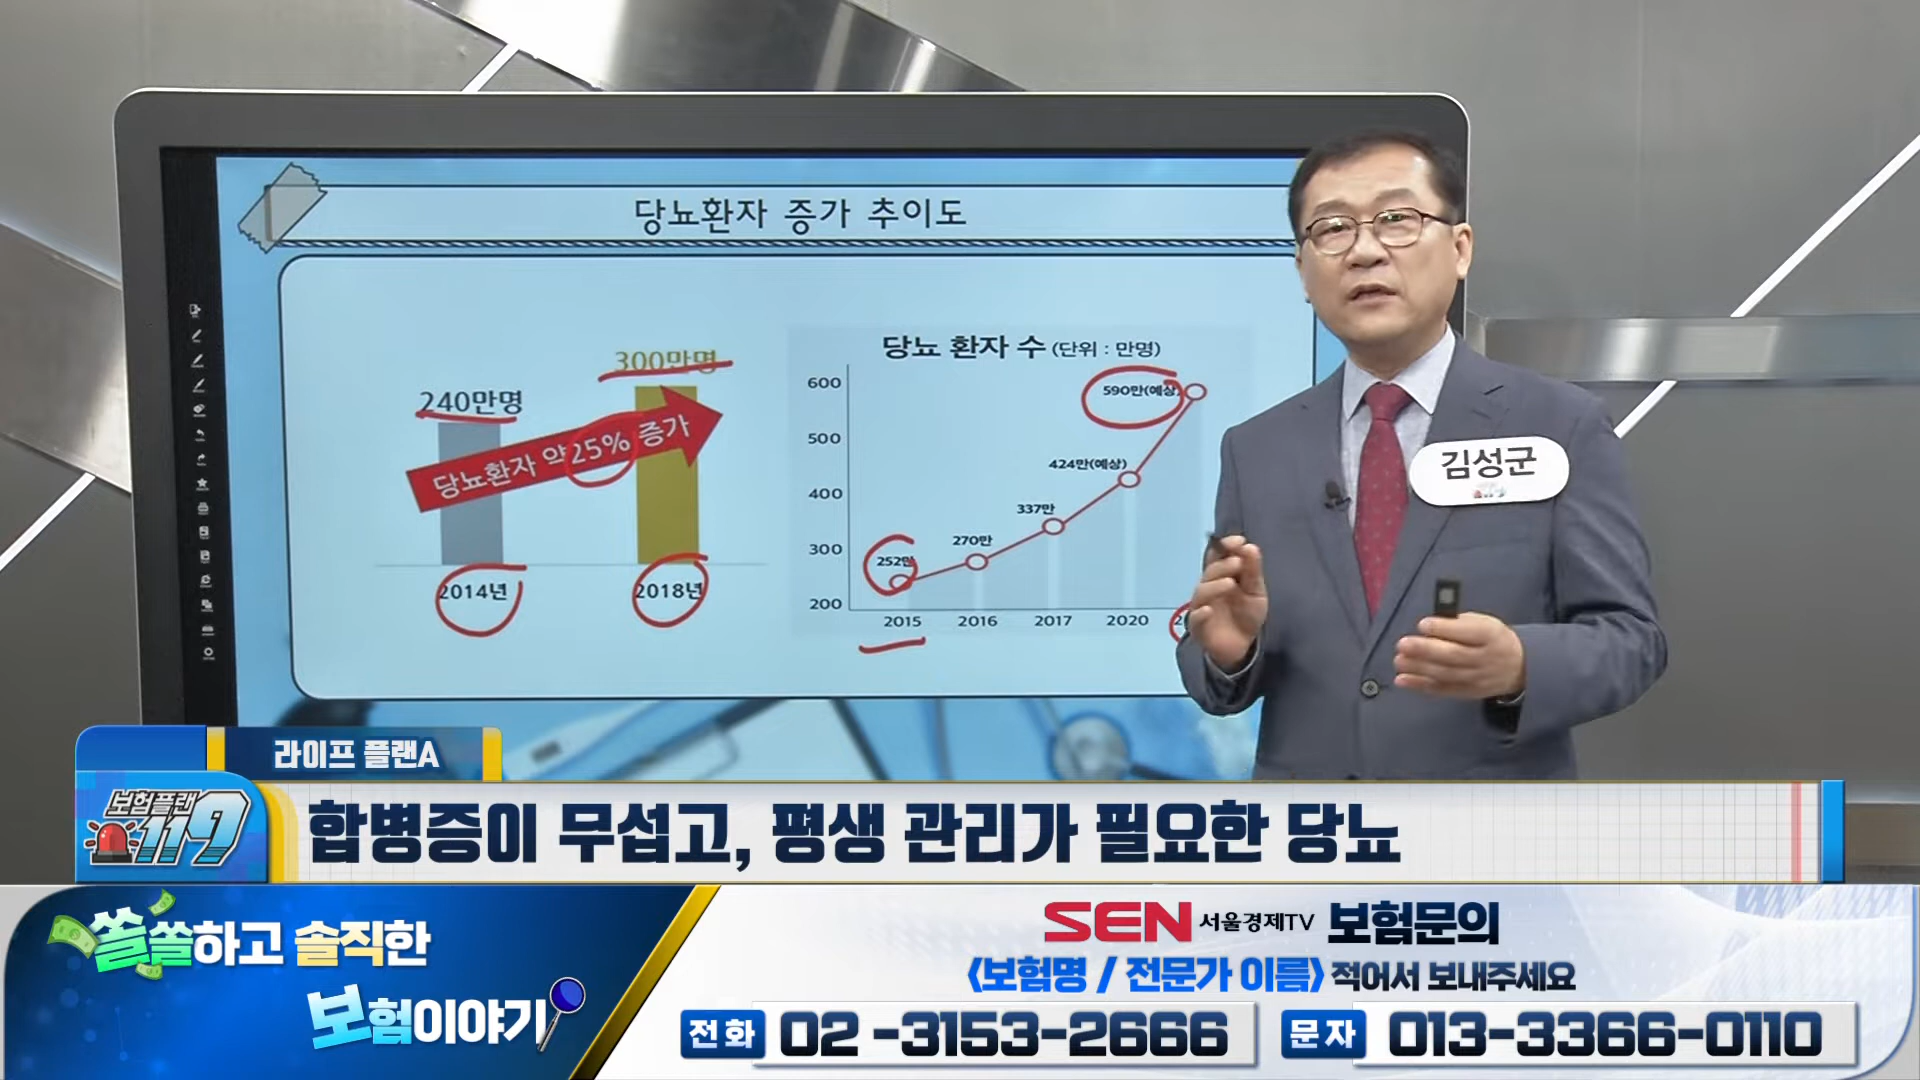 당뇨환자 증가 추이도
240만명
300만명
당뇨환자 약 25% 증가
2014년
2018년
당뇨 환자 수 (단위 : 만명)
600
500
400
300
200
252만
270만
337만
424만(예상)
590만(예상)
2015
2016
2017
2020
김성군
라이프 플랜A
보험플랜
119
합병증이 무섭고, 평생 관리가 필요한 당뇨
쏠쏠하고 솔직한
보험이야기
SEN 서울경제TV 보험문의
<보험명 / 전문가 이름> 적어서 보내주세요
전화 02 -3153-2666
문자 013-3366-0110